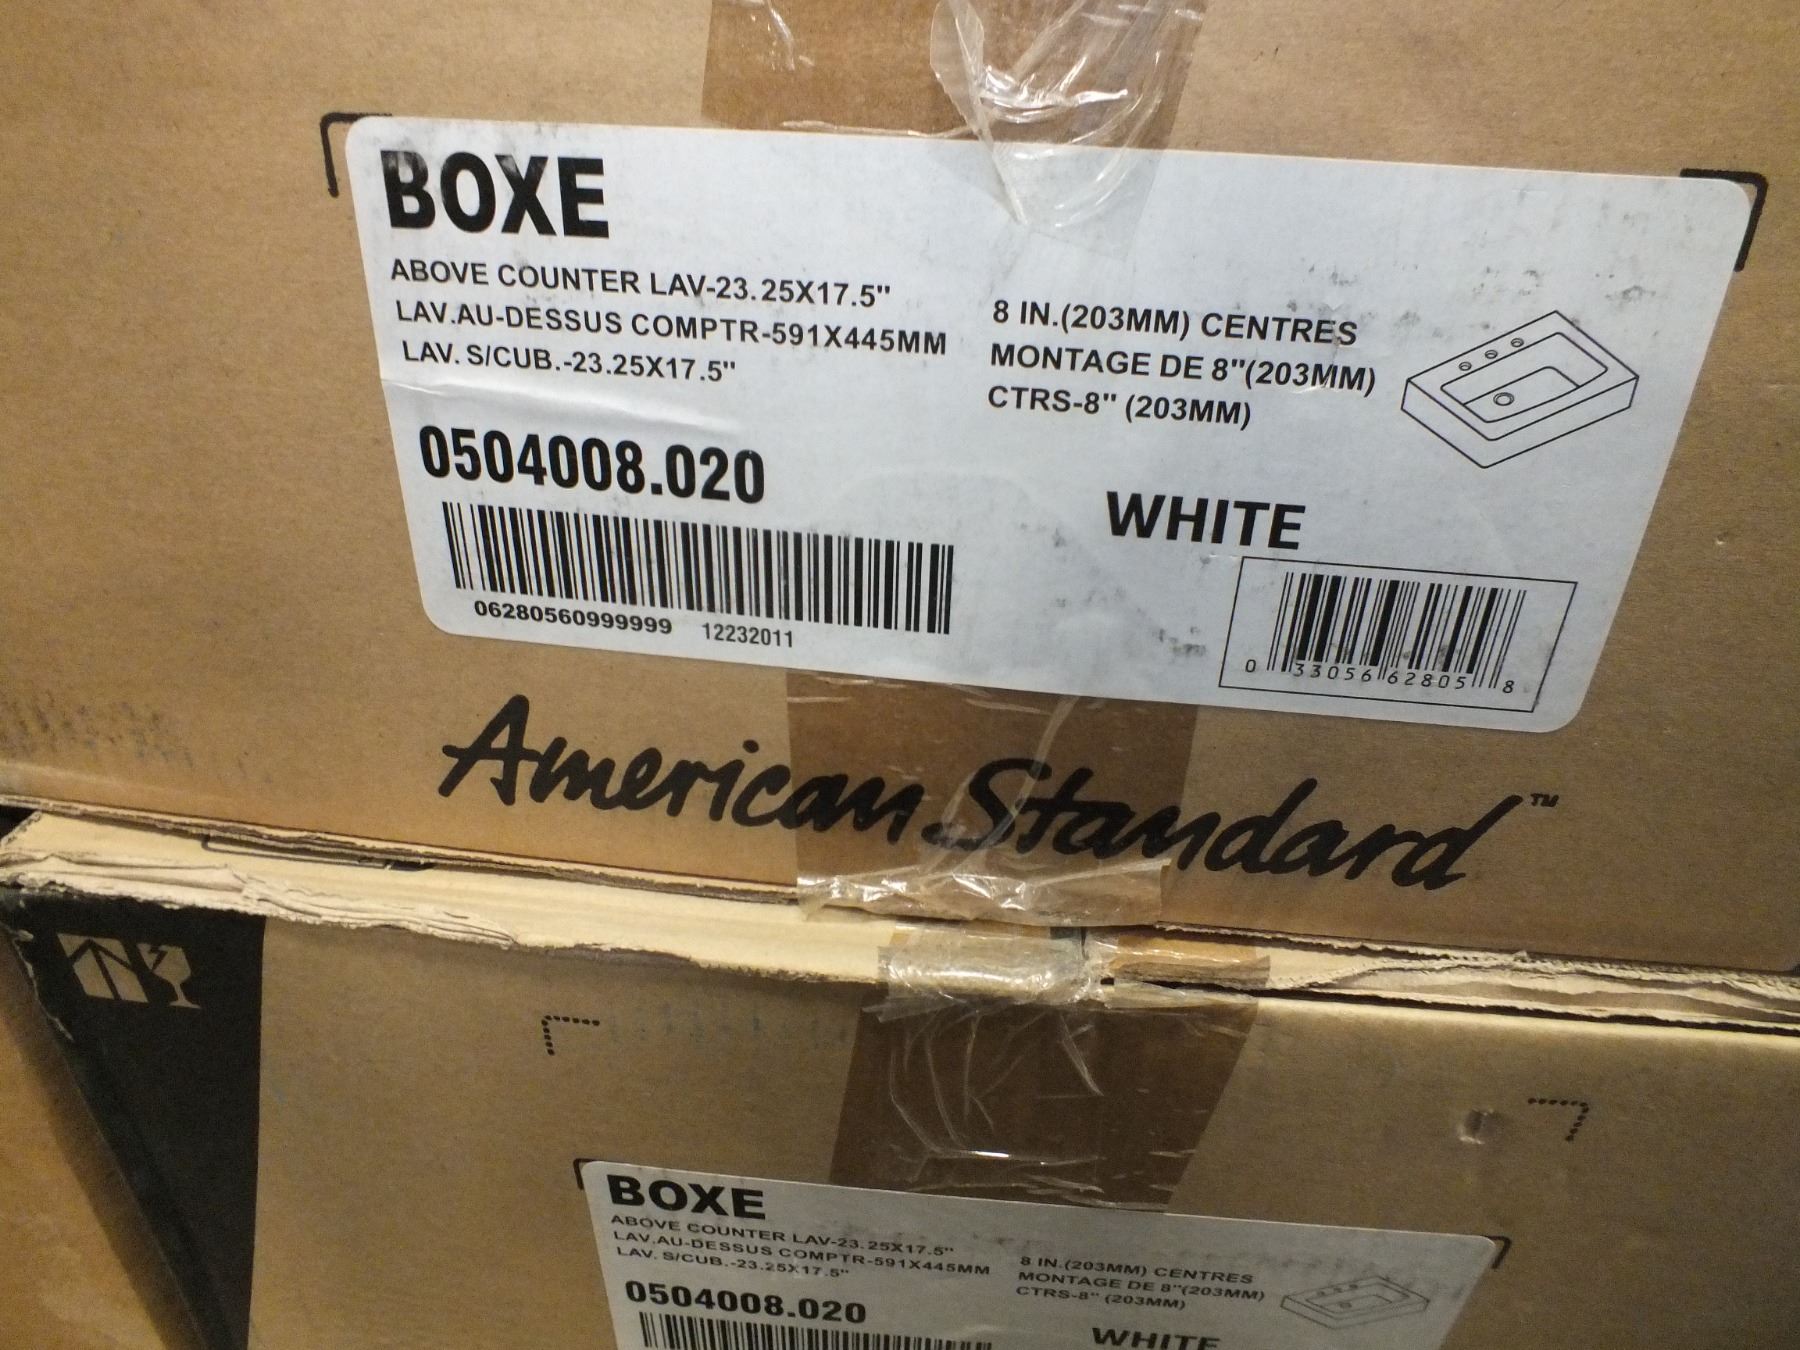 BOXE
ABOVE COUNTER LAV-23.25X17.5"
LAV.AU-DESSUS COMPTR-591X445MM
LAV. S/CUB.-23.25X17.5"
8 IN.(203MM) CENTRES
MONTAGE DE 8"(203MM)
CTRS-8" (203MM)
0504008.020
WHITE
06280560999999 12232011
0 33056 62805 8
American Standard™
BOXE
ABOVE COUNTER LAV-23.25X17.5"
LAV.AU-DESSUS COMPTR-591X445MM
LAV. S/CUB.-23.25X17.5"
8 IN.(203MM) CENTRES
MONTAGE DE 8"(203MM)
CTRS-8" (203MM)
0504008.020
WHITE